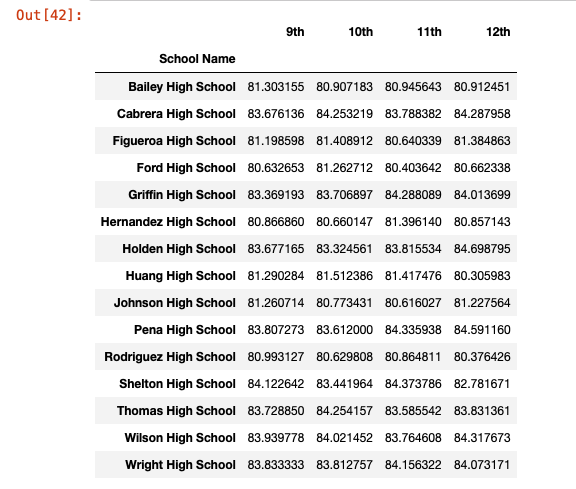 Out[42]:
9th 10th 11th 12th
School Name
Bailey High School 81.303155 80.907183 80.945643 80.912451
Cabrera High School 83.676136 84.253219 83.788382 84.287958
Figueroa High School 81.198598 81.408912 80.640339 81.384863
Ford High School 80.632653 81.262712 80.403642 80.662338
Griffin High School 83.369193 83.706897 84.288089 84.013699
Hernandez High School 80.866860 80.660147 81.396140 80.857143
Holden High School 83.677165 83.324561 83.815534 84.698795
Huang High School 81.290284 81.512386 81.417476 80.305983
Johnson High School 81.260714 80.773431 80.616027 81.227564
Pena High School 83.807273 83.612000 84.335938 84.591160
Rodriguez High School 80.993127 80.629808 80.864811 80.376426
Shelton High School 84.122642 83.441964 84.373786 82.781671
Thomas High School 83.728850 84.254157 83.585542 83.831361
Wilson High School 83.939778 84.021452 83.764608 84.317673
Wright High School 83.833333 83.812757 84.156322 84.073171